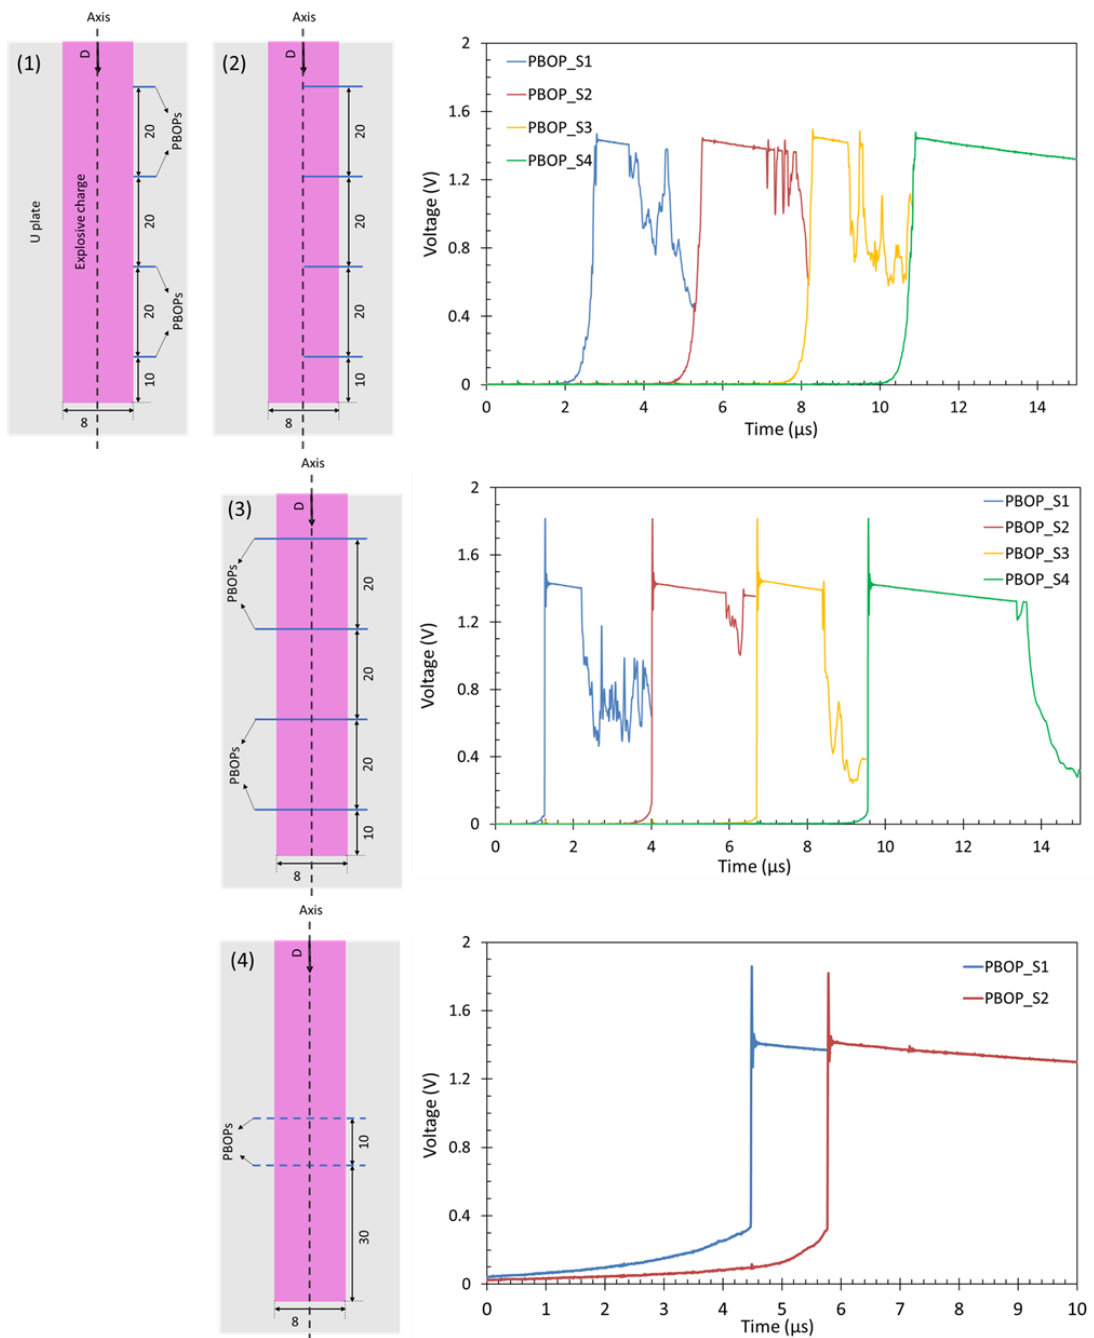 Axis
(1)
D
20
PBOPs
20
U plate
Explosive charge
20
PBOPs
10
8
Axis
(2)
D
20
20
20
10
8
2
1.6
1.2
0.8
0.4
0
Voltage (V)
PBOP_S1
PBOP_S2
PBOP_S3
PBOP_S4
0 2 4 6 8 10 12 14
Time (µs)
Axis
(3)
D
PBOPs
20
20
PBOPs
20
10
8
2
1.6
1.2
0.8
0.4
0
Voltage (V)
PBOP_S1
PBOP_S2
PBOP_S3
PBOP_S4
0 2 4 6 8 10 12 14
Time (µs)
Axis
(4)
D
PBOPs
10
30
8
2
1.6
1.2
0.8
0.4
0
Voltage (V)
PBOP_S1
PBOP_S2
0 1 2 3 4 5 6 7 8 9 10
Time (µs)